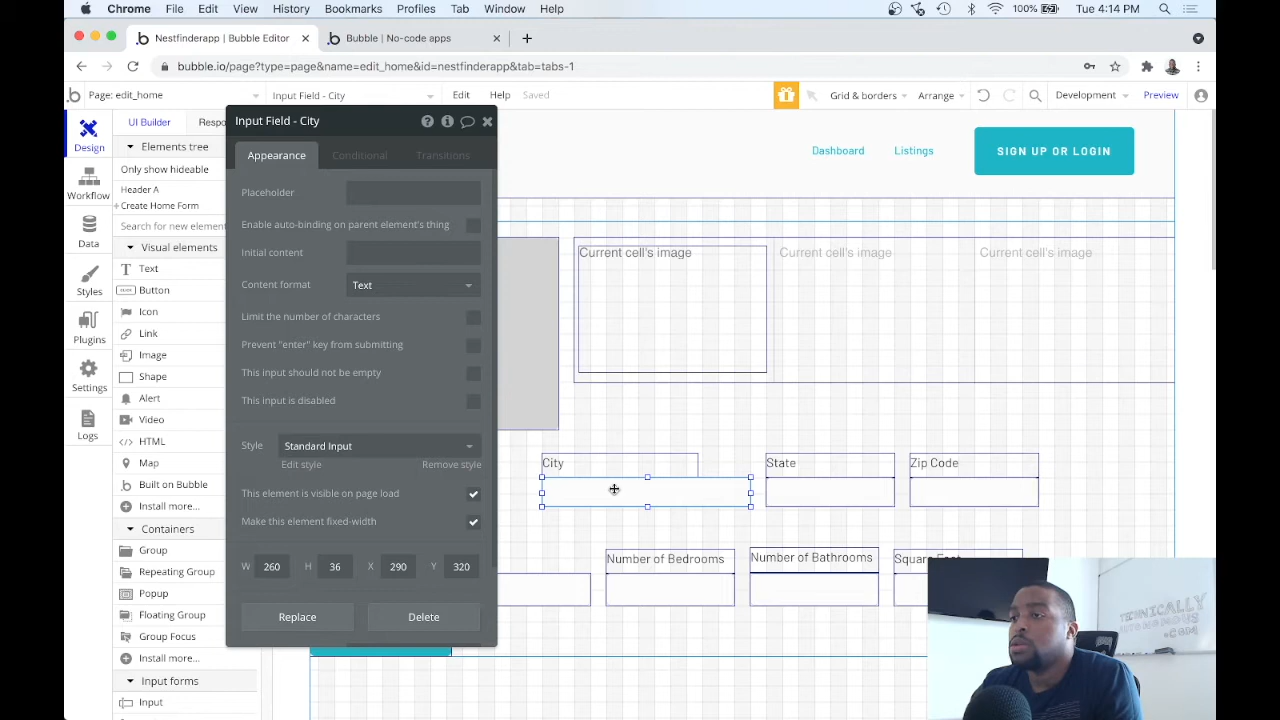 Chrome File Edit View History Bookmarks Profiles Tab Window Help 100% Tue 4:14 PM
Nestfinderapp | Bubble Editor
Bubble | No-code apps
bubble.io/page?type=page&name=edit_home&id=nestfinderapp&tab=tabs-1
Page: edit_home
Input Field - City
Edit
Help
Saved
Grid & borders
Arrange
Development
Preview
Design
Workflow
Data
Styles
Plugins
Settings
Logs
UI Builder
Elements tree
Only show hideable
Header A
Create Home Form
Visual elements
Text
Button
Icon
Link
Image
Shape
Alert
Video
HTML
Map
Built on Bubble
Install more...
Containers
Group
Repeating Group
Popup
Floating Group
Group Focus
Install more...
Input forms
Input
Input Field - City
Appearance
Conditional
Transitions
Placeholder
Enable auto-binding on parent element's thing
Initial content
Content format
Text
Limit the number of characters
Prevent "enter" key from submitting
This input should not be empty
This input is disabled
Style
Standard Input
Edit style
Remove style
This element is visible on page load
Make this element fixed-width
W 260 H 36 X 290 Y 320
Replace
Delete
Dashboard
Listings
SIGN UP OR LOGIN
Current cell's image
Current cell's image
Current cell's image
City
State
Zip Code
Number of Bedrooms
Number of Bathrooms
TECHNICALLY
.COM